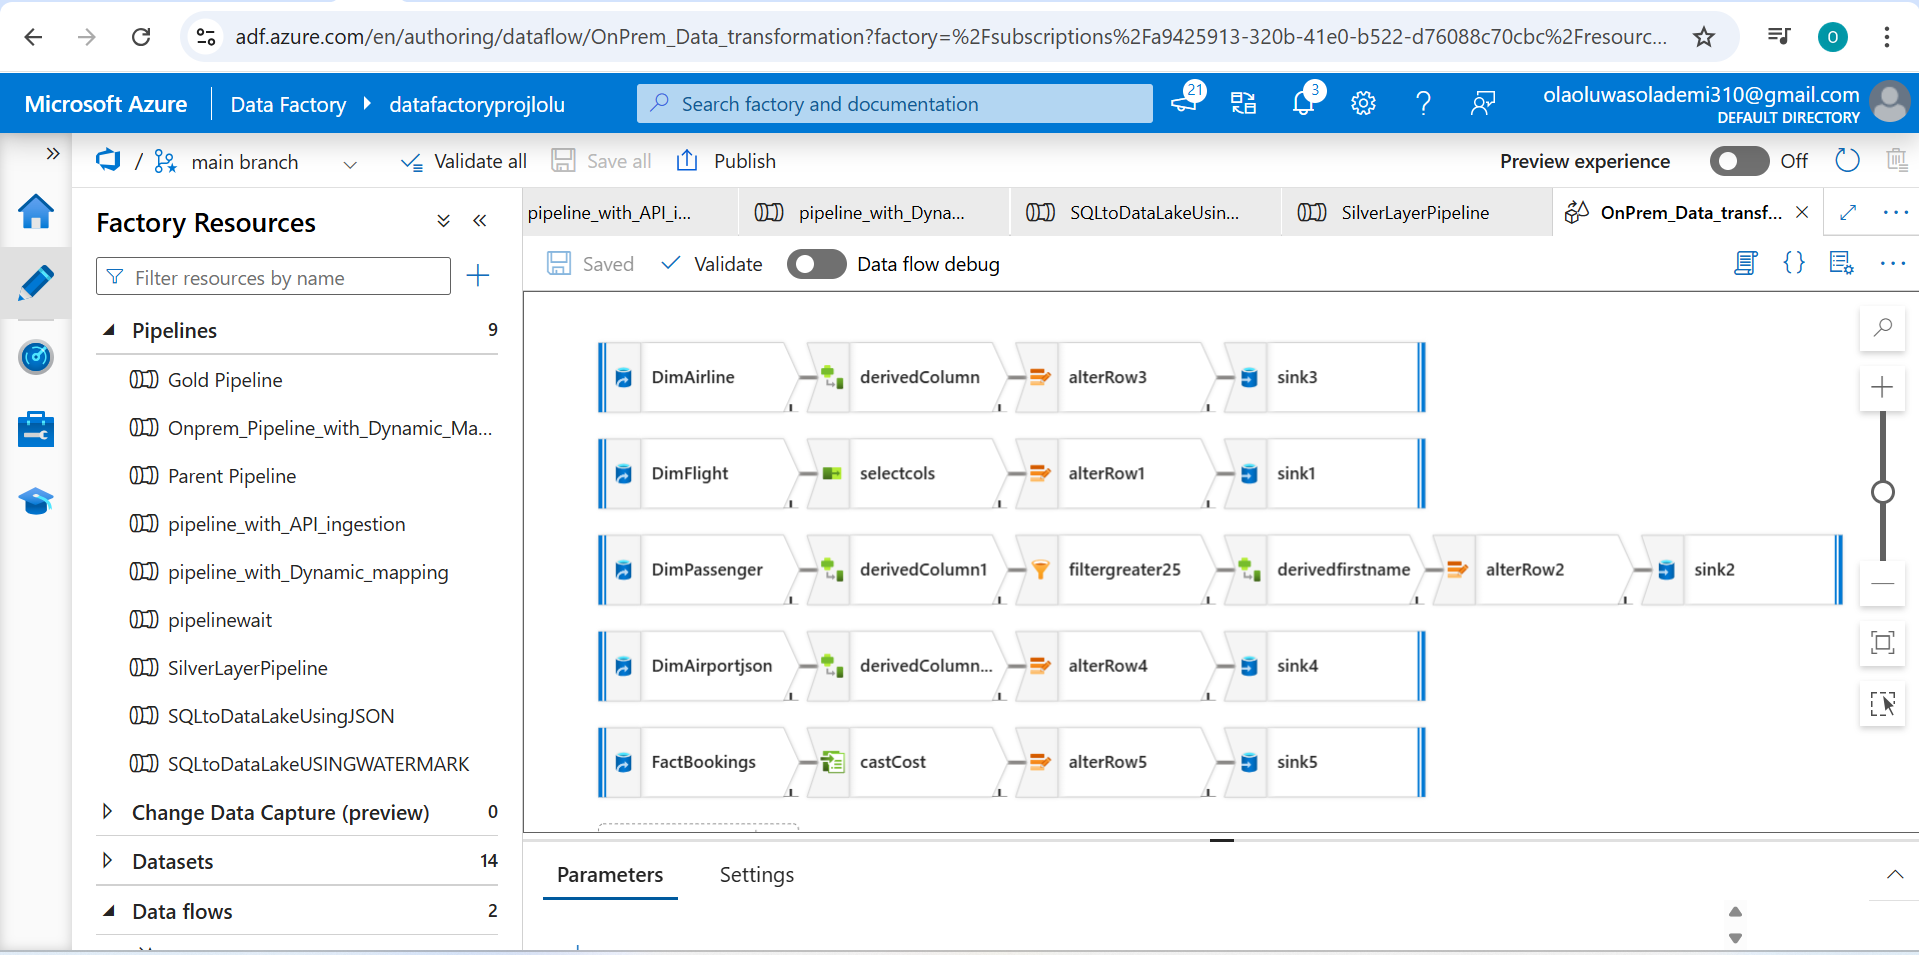 adf.azure.com/en/authoring/dataflow/OnPrem_Data_transformation?factory=%2Fsubscriptions%2Fa9425913-320b-41e0-b522-d76088c70cbc%2Fresourc...
O
Microsoft Azure
Data Factory
datafactoryprojlolu
Search factory and documentation
21
3
olaoluwasolademi310@gmail.com
DEFAULT DIRECTORY
/
main branch
Validate all
Save all
Publish
Preview experience
Off
Factory Resources
Filter resources by name
Pipelines 9
Gold Pipeline
Onprem_Pipeline_with_Dynamic_Ma...
Parent Pipeline
pipeline_with_API_ingestion
pipeline_with_Dynamic_mapping
pipelinewait
SilverLayerPipeline
SQLtoDataLakeUsingJSON
SQLtoDataLakeUSINGWATERMARK
Change Data Capture (preview) 0
Datasets 14
Data flows 2
pipeline_with_API_i...
pipeline_with_Dyna...
SQLtoDataLakeUsin...
SilverLayerPipeline
OnPrem_Data_transf...
Saved
Validate
Data flow debug
DimAirline derivedColumn alterRow3 sink3
DimFlight selectcols alterRow1 sink1
DimPassenger derivedColumn1 filtergreater25 derivedfirstname alterRow2 sink2
DimAirportjson derivedColumn... alterRow4 sink4
FactBookings castCost alterRow5 sink5
Parameters
Settings